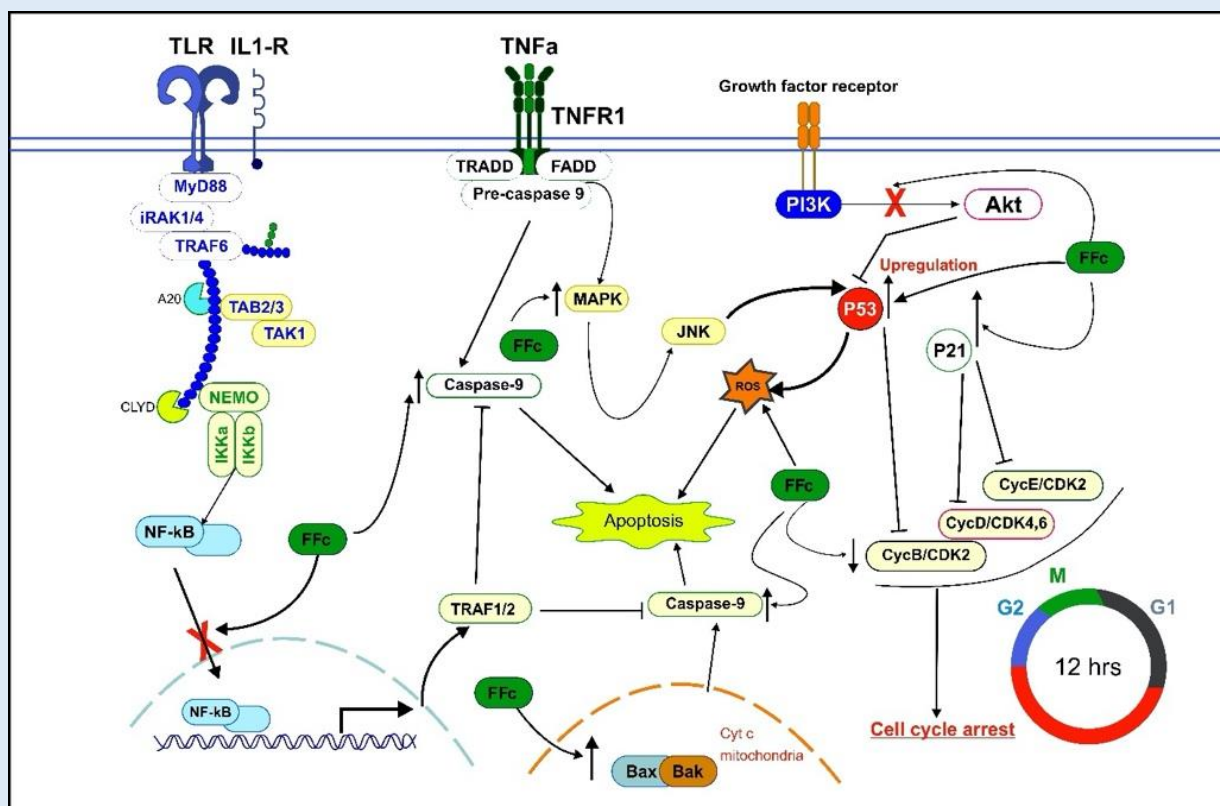 TLR IL1-R
MyD88
iRAK1/4
TRAF6
A20
TAB2/3
TAK1
CLYD
NEMO
IKKa
IKKb
NF-kB
FFc
X
NF-kB
TNFa
TNFR1
TRADD
FADD
Pre-caspase 9
MAPK
FFc
JNK
Caspase-9
Apoptosis
TRAF1/2
Caspase-9
FFc
Bax
Bak
Cyt c
mitochondria
Growth factor receptor
PI3K
X
Akt
FFc
Upregulation
P53
P21
ROS
FFc
CycE/CDK2
CycD/CDK4,6
CycB/CDK2
M
G2
G1
12 hrs
Cell cycle arrest